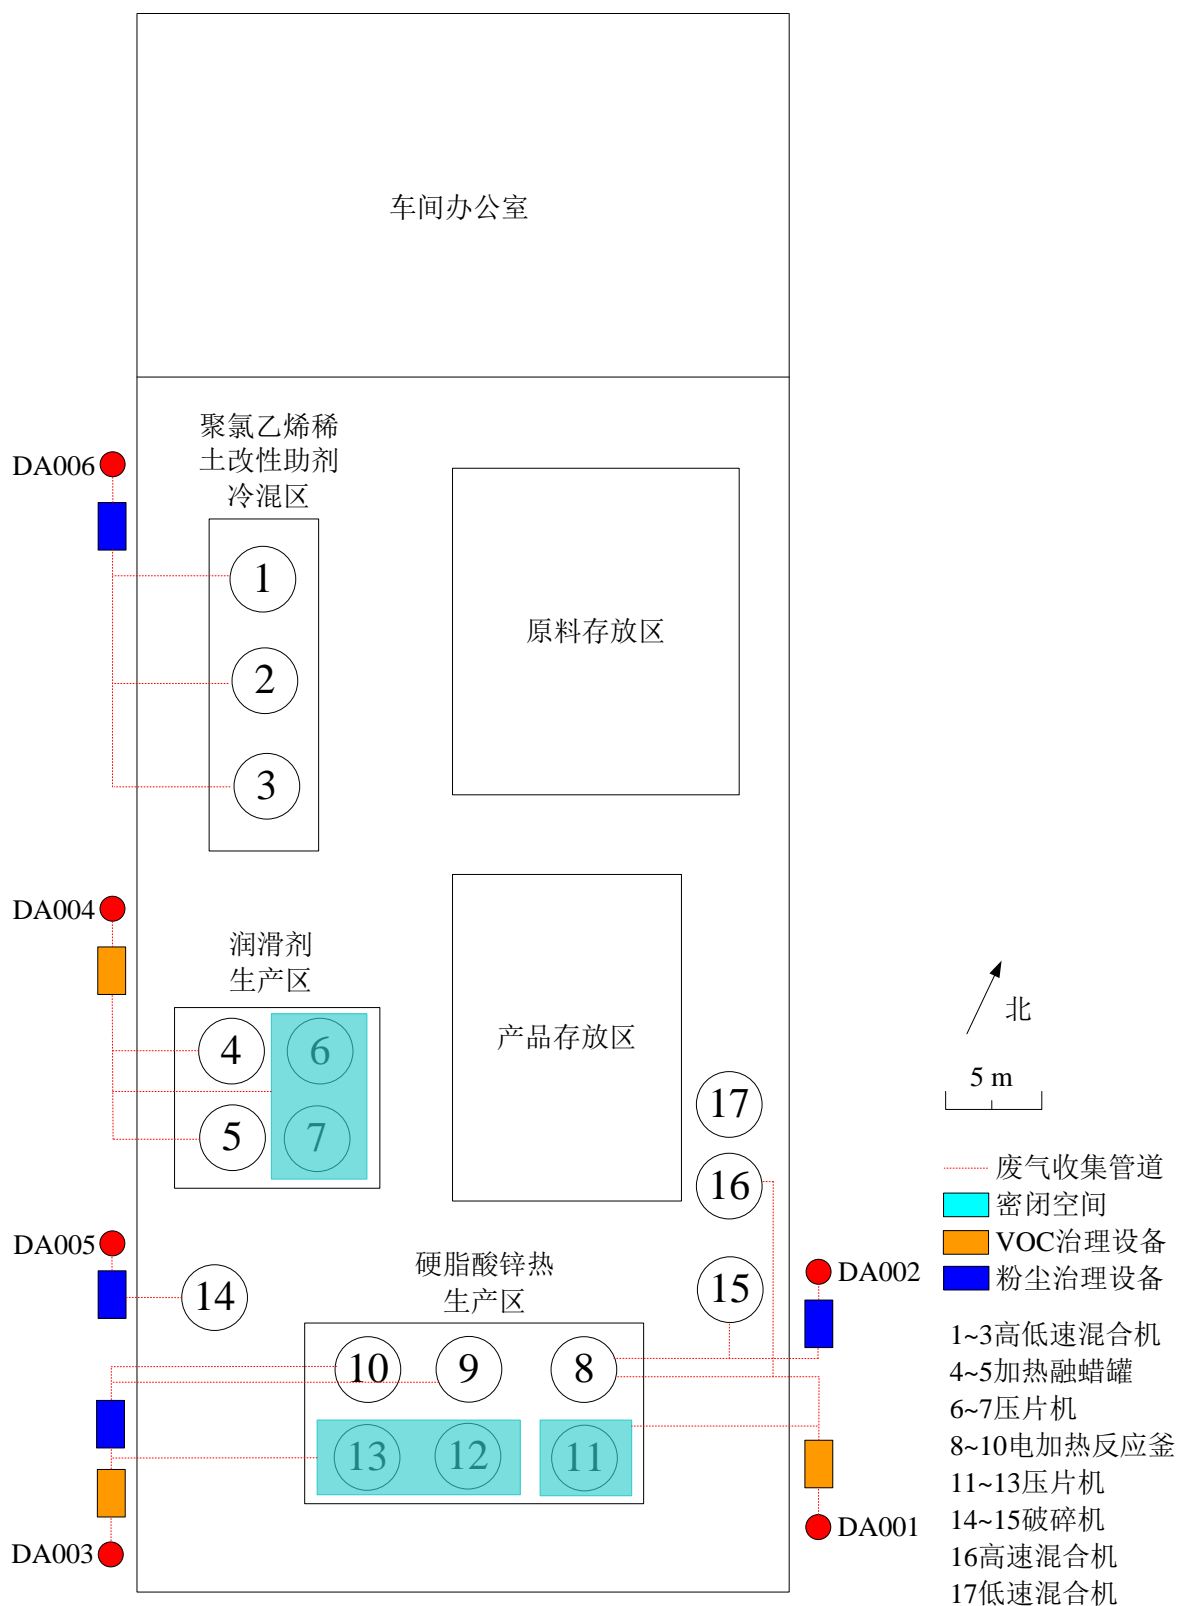 车间办公室
聚氯乙烯稀
土改性助剂
冷混区
DA006
1
2
3
原料存放区
DA004
润滑剂
生产区
4
6
5
7
产品存放区
17
16
北
5 m
废气收集管道
密闭空间
VOC治理设备
粉尘治理设备
DA005
14
硬脂酸锌热
生产区
15
DA002
10
9
8
13
12
11
DA003
DA001
1~3高低速混合机
4~5加热融蜡罐
6~7压片机
8~10电加热反应釜
11~13压片机
14~15破碎机
16高速混合机
17低速混合机